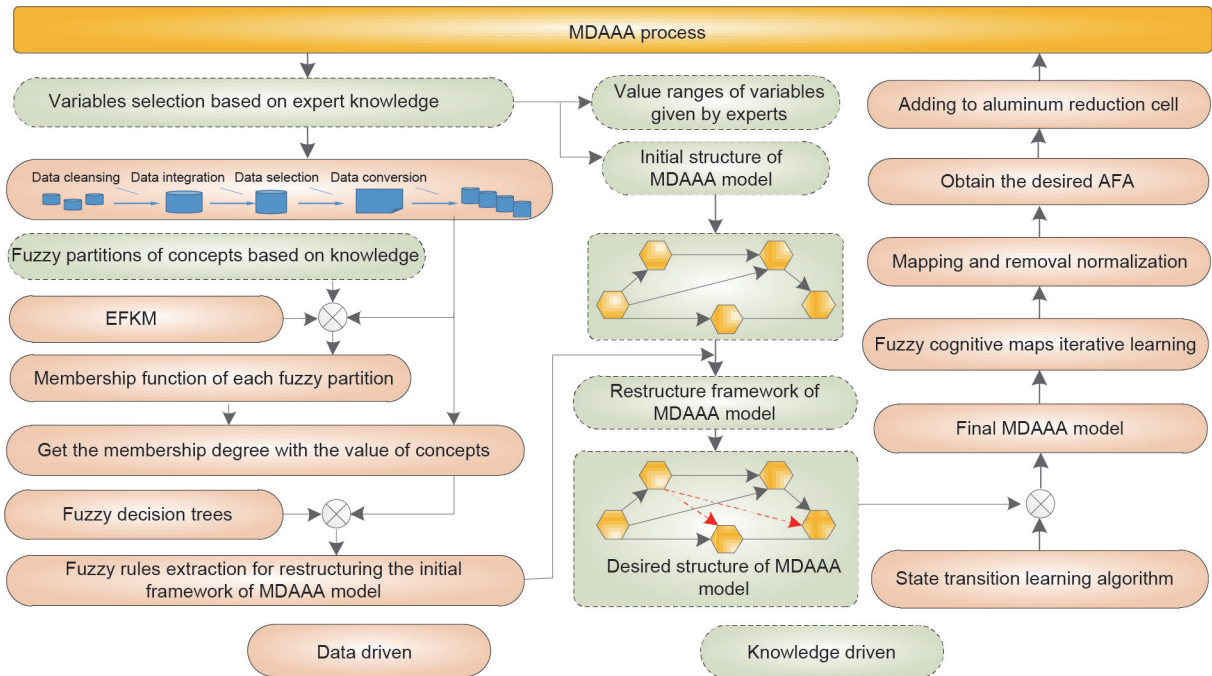 MDAAA process
Variables selection based on expert knowledge
Data cleansing
Data integration
Data selection
Data conversion
Fuzzy partitions of concepts based on knowledge
EFKM
Membership function of each fuzzy partition
Get the membership degree with the value of concepts
Fuzzy decision trees
Fuzzy rules extraction for restructuring the initial
framework of MDAAA model
Data driven
Value ranges of variables
given by experts
Initial structure of
MDAAA model
Restructure framework of
MDAAA model
Desired structure of MDAAA
model
Knowledge driven
Adding to aluminum reduction cell
Obtain the desired AFA
Mapping and removal normalization
Fuzzy cognitive maps iterative learning
Final MDAAA model
State transition learning algorithm